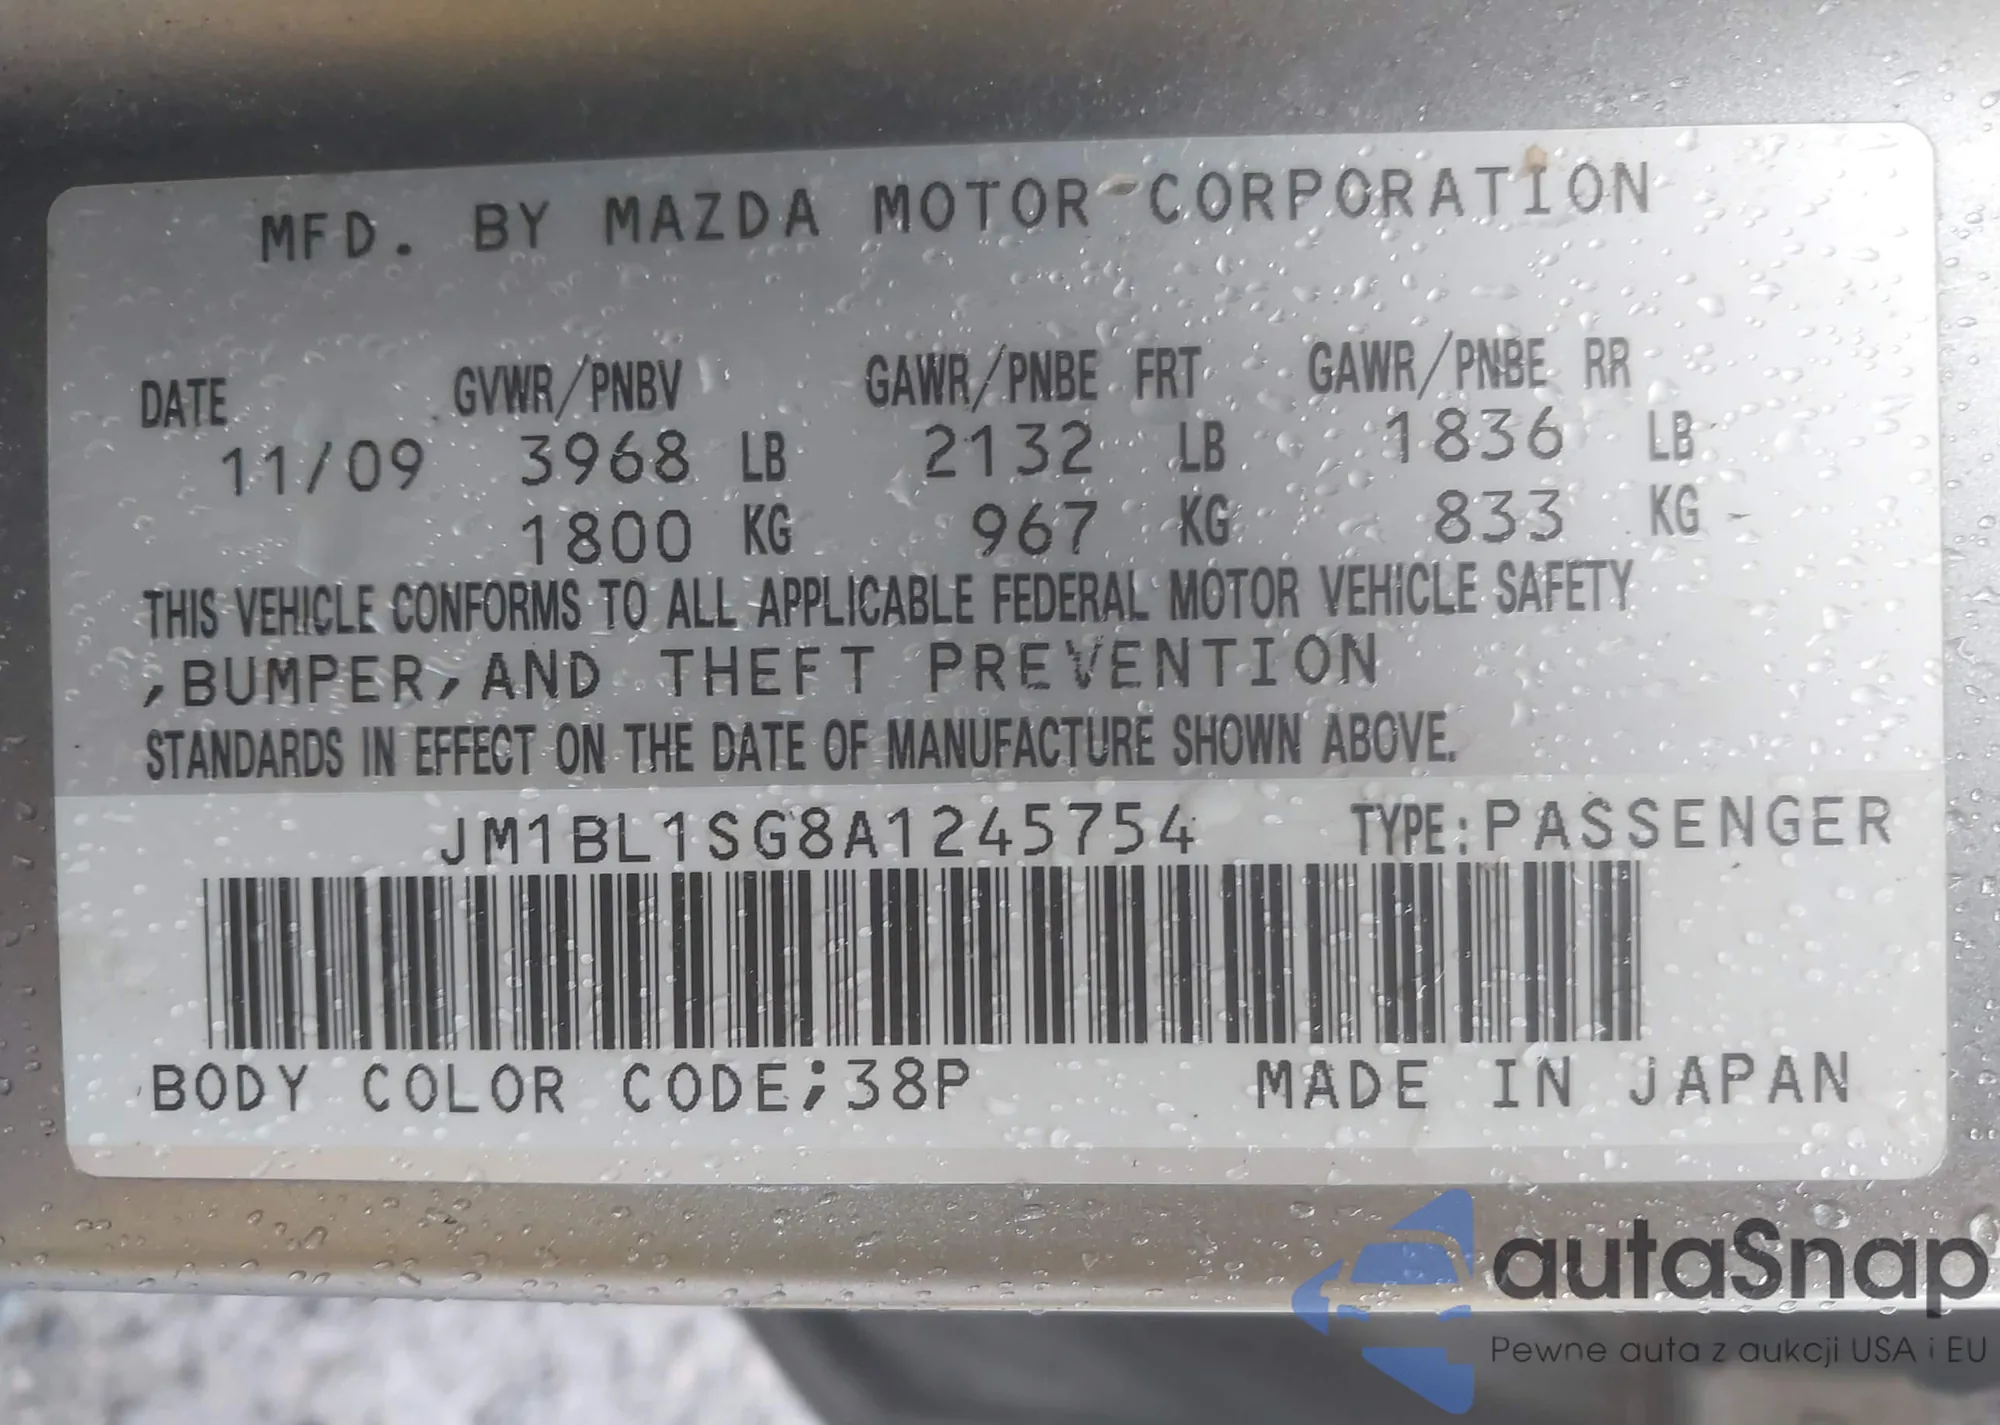 MFD. BY MAZDA MOTOR CORPORATION
DATE GVWR/PNBV GAWR/PNBE FRT GAWR/PNBE RR
11/09 3968 LB 2132 LB 1836 LB
1800 KG 967 KG 833 KG
THIS VEHICLE CONFORMS TO ALL APPLICABLE FEDERAL MOTOR VEHICLE SAFETY
,BUMPER,AND THEFT PREVENTION
STANDARDS IN EFFECT ON THE DATE OF MANUFACTURE SHOWN ABOVE.
JM1BL1SG8A1245754 TYPE:PASSENGER
BODY COLOR CODE;38P MADE IN JAPAN
autaSnap
Pewne auta z aukcji USA i EU